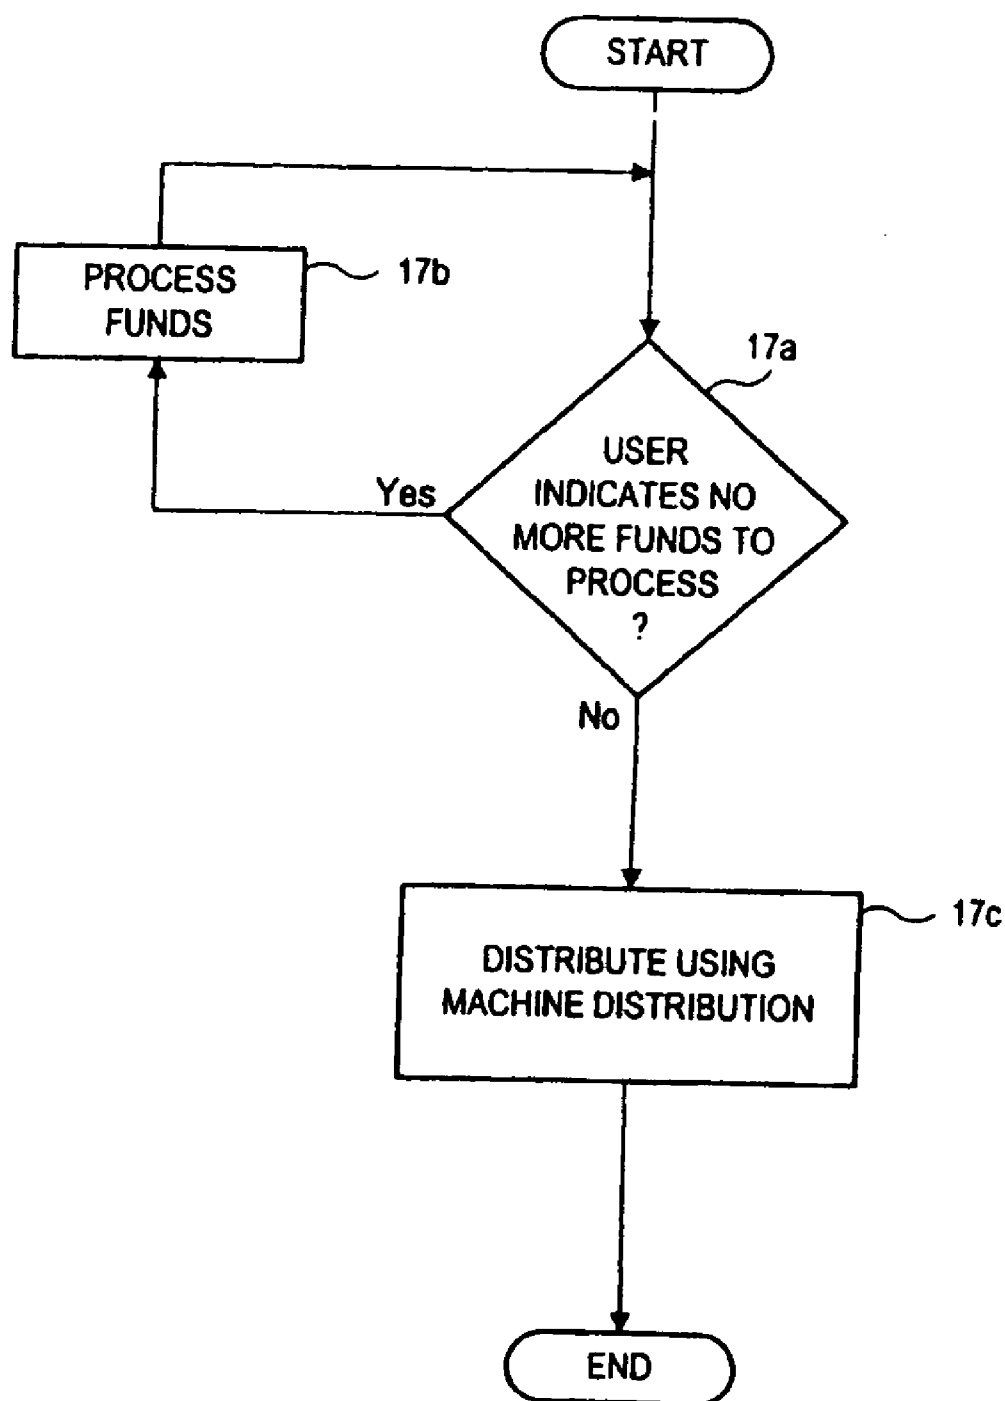 START
PROCESS
FUNDS
17b
17a
USER
INDICATES NO
MORE FUNDS TO
PROCESS
?
Yes
No
17c
DISTRIBUTE USING
MACHINE DISTRIBUTION
END